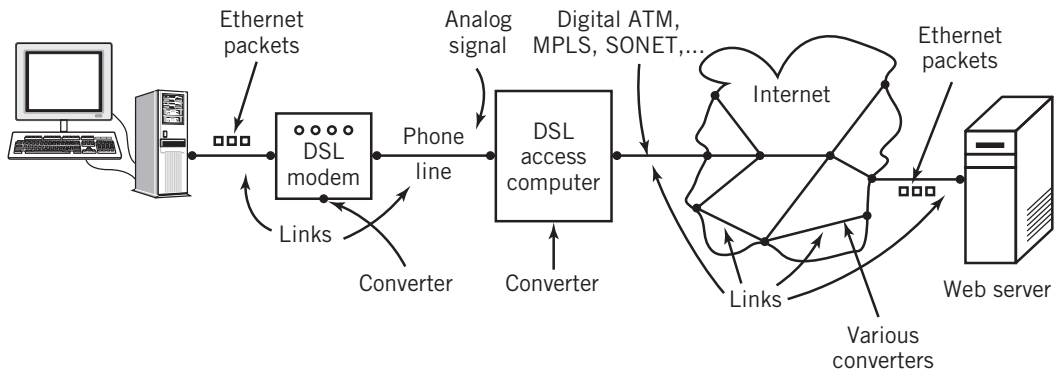 Ethernet
packets
Analog
signal
Digital ATM,
MPLS, SONET,...
Internet
Ethernet
packets
DSL
modem
Phone
line
DSL
access
computer
Links
Converter
Converter
Links
Various
converters
Web server